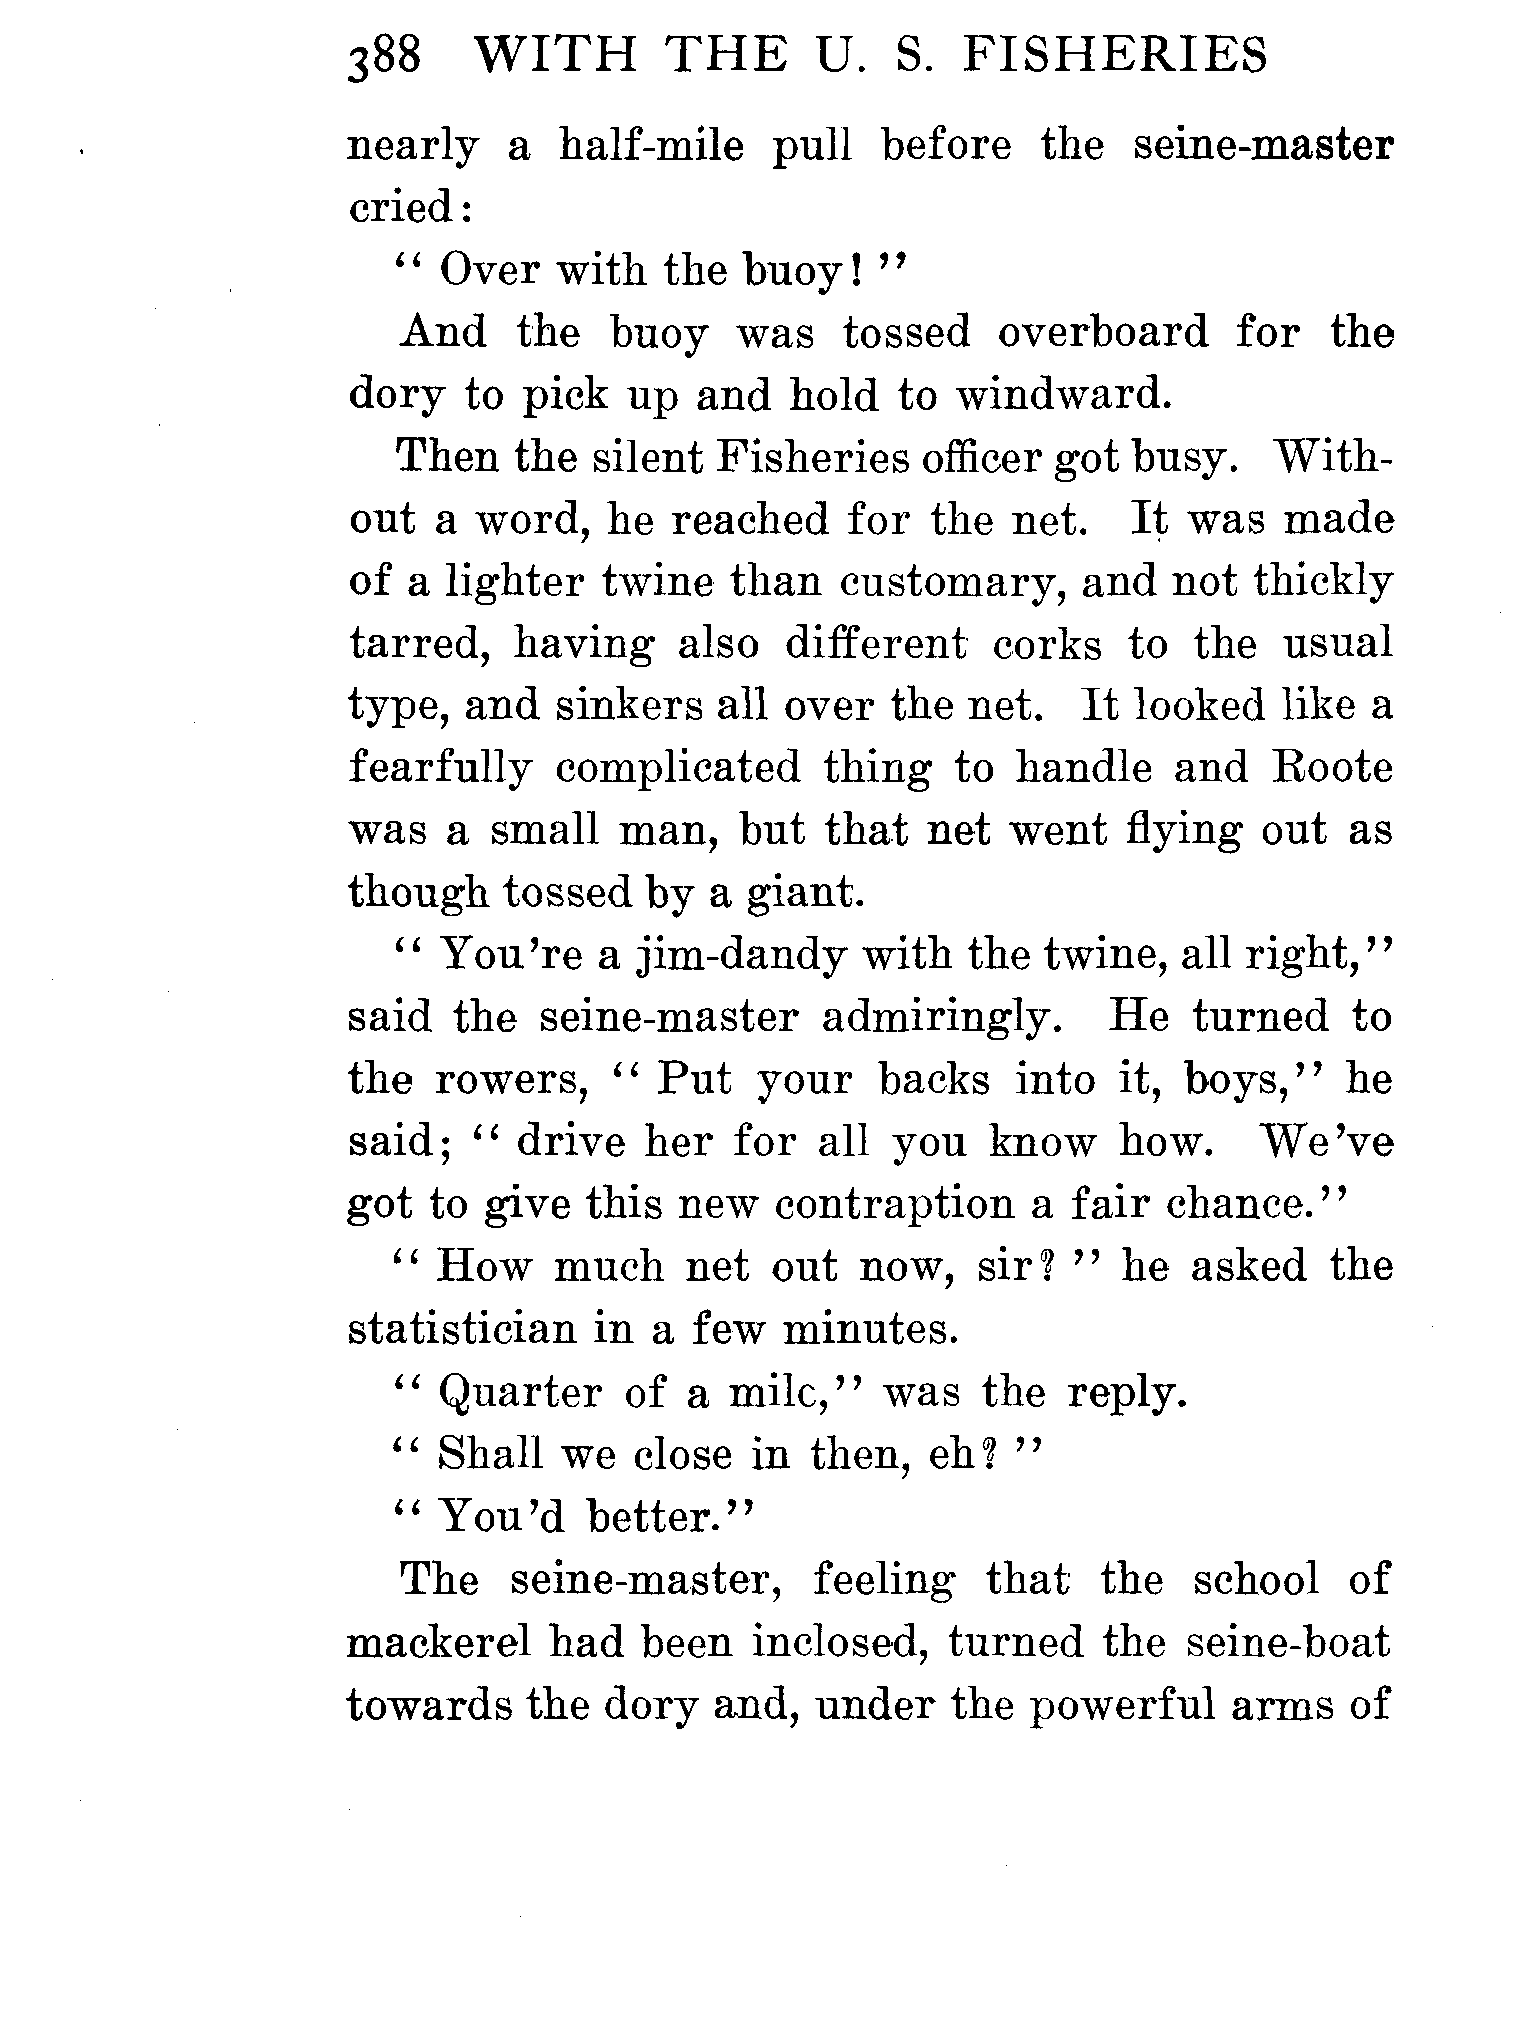 388 WITH THE U. S. FISHERIES
nearly a half-mile pull before the seine-master
cried:
“ Over with the buoy! ”
And the buoy was tossed overboard for the
dory to pick up and hold to windward.
Then the silent Fisheries officer got busy. With-
out a word, he reached for the net. It was made
of a lighter twine than customary, and not thickly
tarred, having also different corks to the usual
type, and sinkers all over the net. It looked like a
fearfully complicated thing to handle and Roote
was a small man, but that net went flying out as
though tossed by a giant.
“ You're a jim-dandy with the twine, all right,”
said the seine-master admiringly. He turned to
the rowers, “ Put your backs into it, boys,” he
said; “ drive her for all you know how. We've
got to give this new contraption a fair chance.”
“ How much net out now, sir? ” he asked the
statistician in a few minutes.
“ Quarter of a mile,” was the reply.
“ Shall we close in then, eh? ”
“ You'd better.”
The seine-master, feeling that the school of
mackerel had been inclosed, turned the seine-boat
towards the dory and, under the powerful arms of